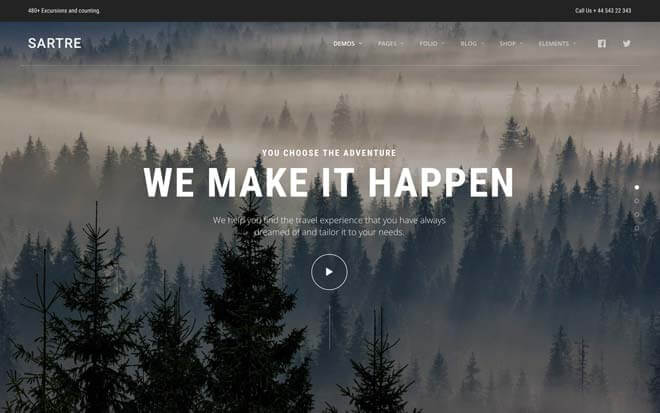 480+ Excursions and counting.
Call Us + 44 543 22 343
SARTRE
DEMOS PAGES FOLIO BLOG SHOP ELEMENTS
YOU CHOOSE THE ADVENTURE
WE MAKE IT HAPPEN
We help you find the travel experience that you have always
dreamed of and tailor it to your needs.